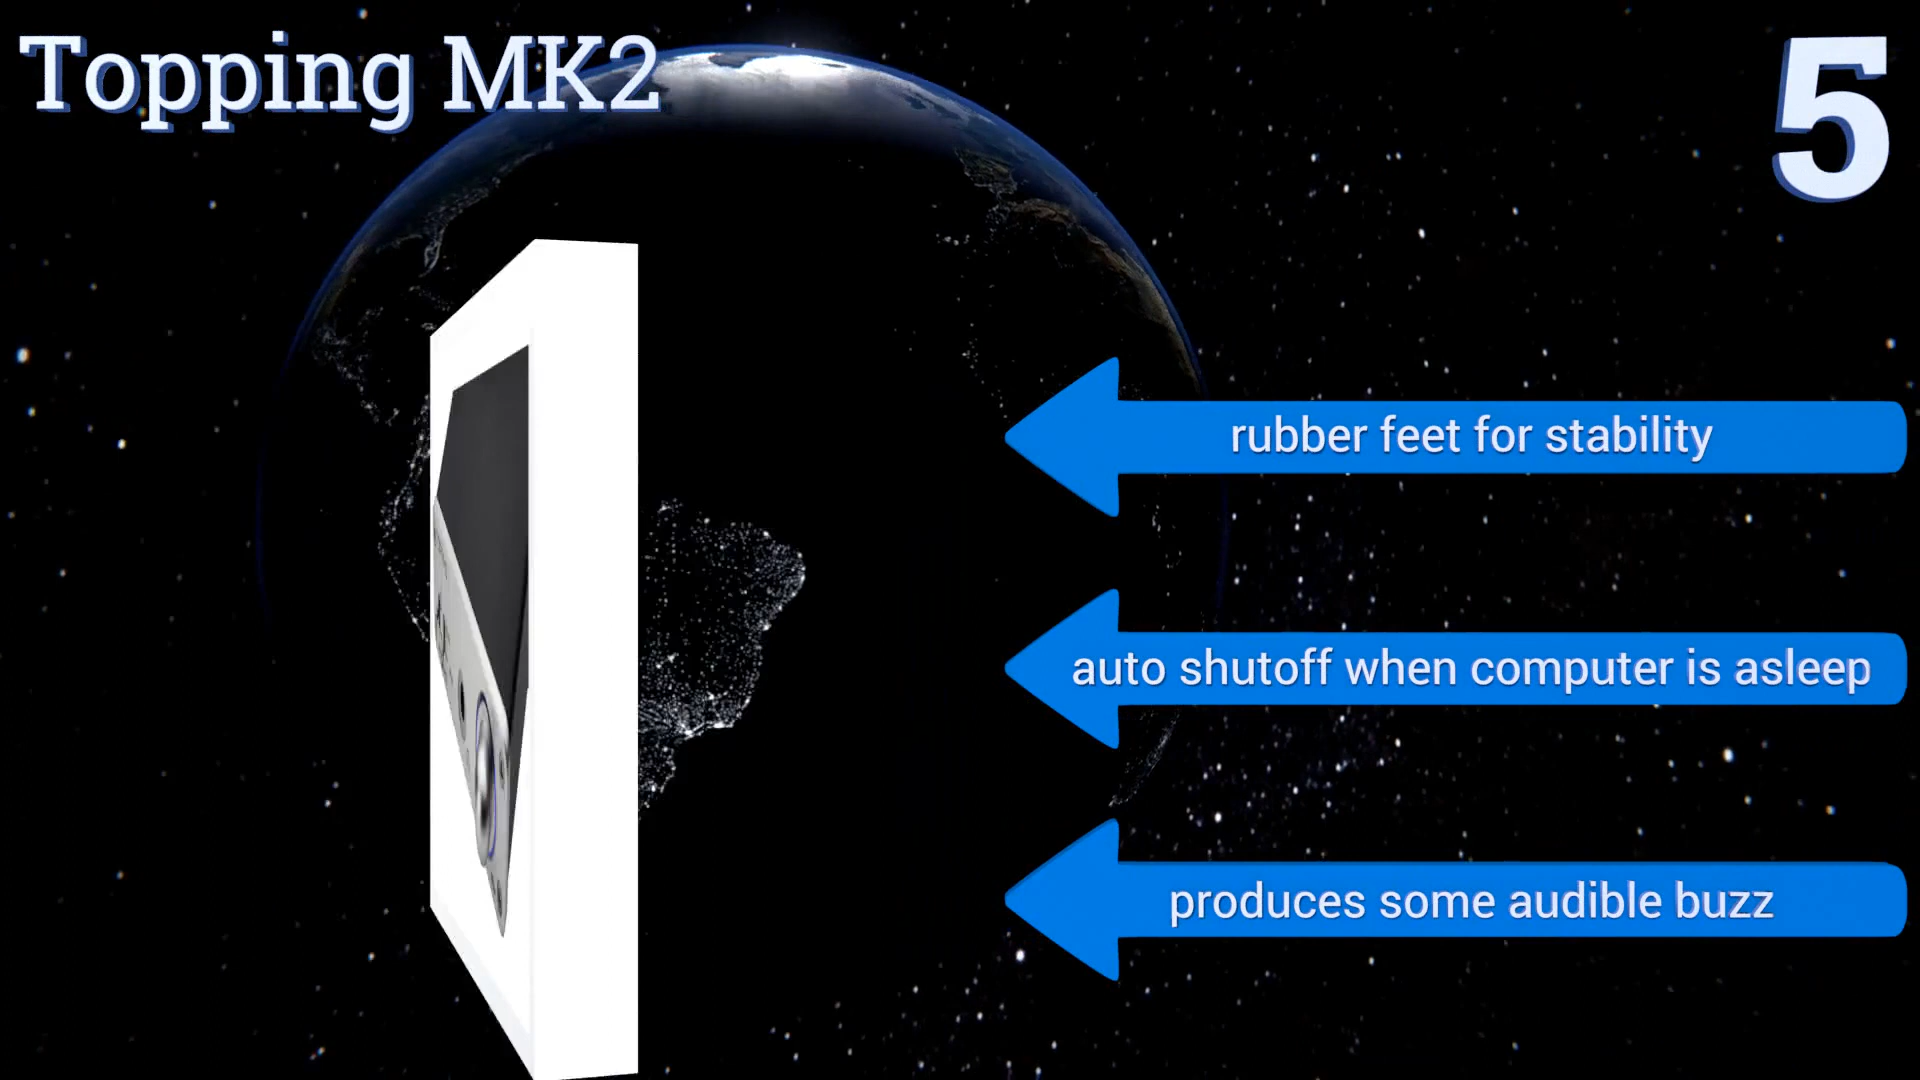 Topping MK2
5
rubber feet for stability
auto shutoff when computer is asleep
produces some audible buzz